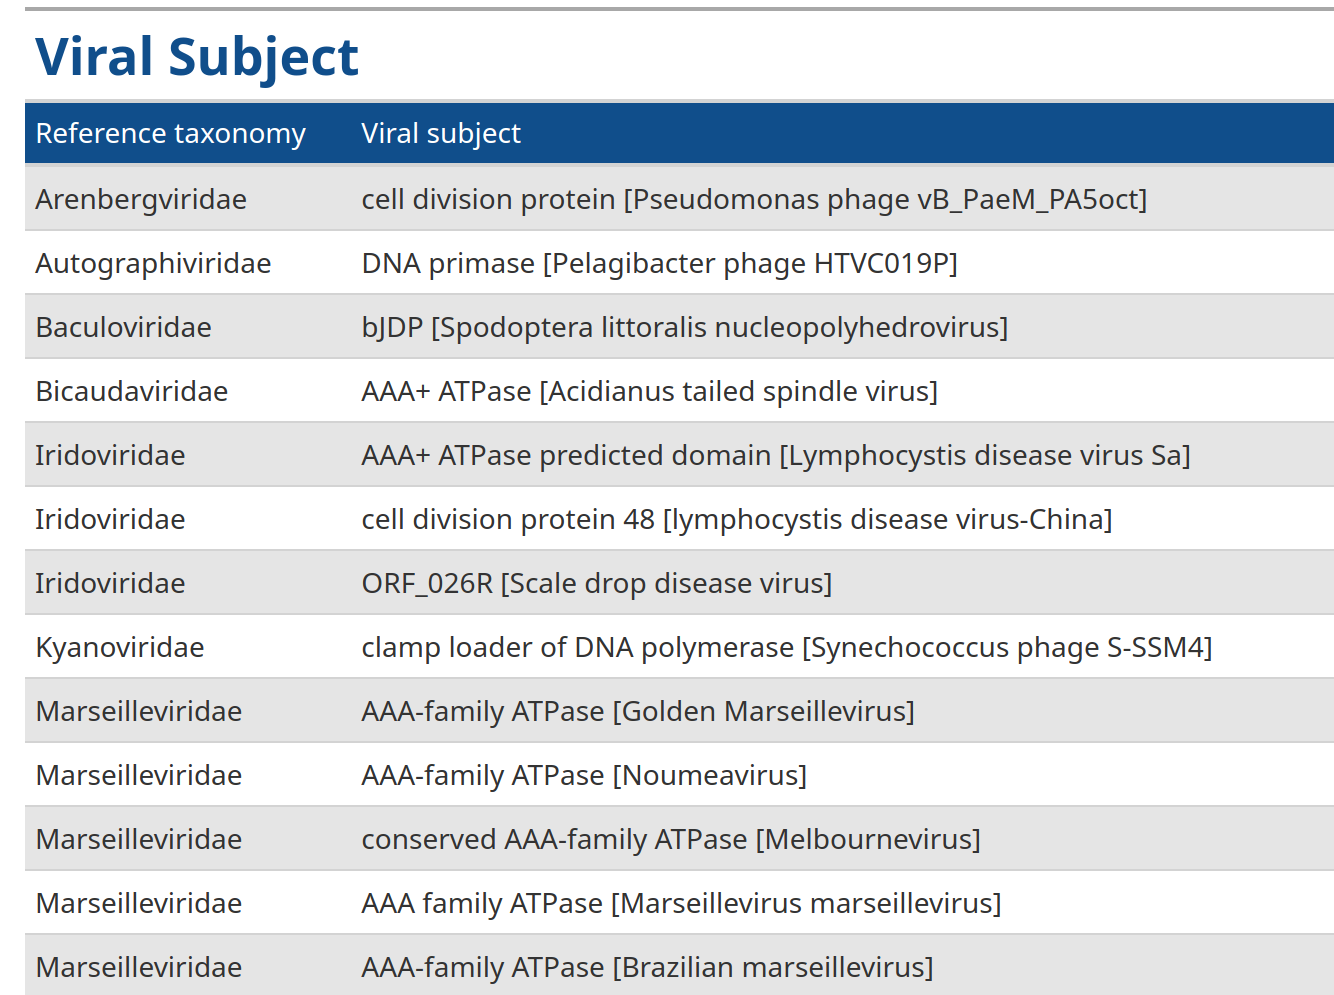 Viral Subject
Reference taxonomy Viral subject
Arenbergviridae cell division protein [Pseudomonas phage vB_PaeM_PA5oct]
Autographiviridae DNA primase [Pelagibacter phage HTVC019P]
Baculoviridae bJDP [Spodoptera littoralis nucleopolyhedrovirus]
Bicaudaviridae AAA+ ATPase [Acidianus tailed spindle virus]
Iridoviridae AAA+ ATPase predicted domain [Lymphocystis disease virus Sa]
Iridoviridae cell division protein 48 [lymphocystis disease virus-China]
Iridoviridae ORF_026R [Scale drop disease virus]
Kyanoviridae clamp loader of DNA polymerase [Synechococcus phage S-SSM4]
Marseilleviridae AAA-family ATPase [Golden Marseillevirus]
Marseilleviridae AAA-family ATPase [Noumeavirus]
Marseilleviridae conserved AAA-family ATPase [Melbournevirus]
Marseilleviridae AAA family ATPase [Marseillevirus marseillevirus]
Marseilleviridae AAA-family ATPase [Brazilian marseillevirus]